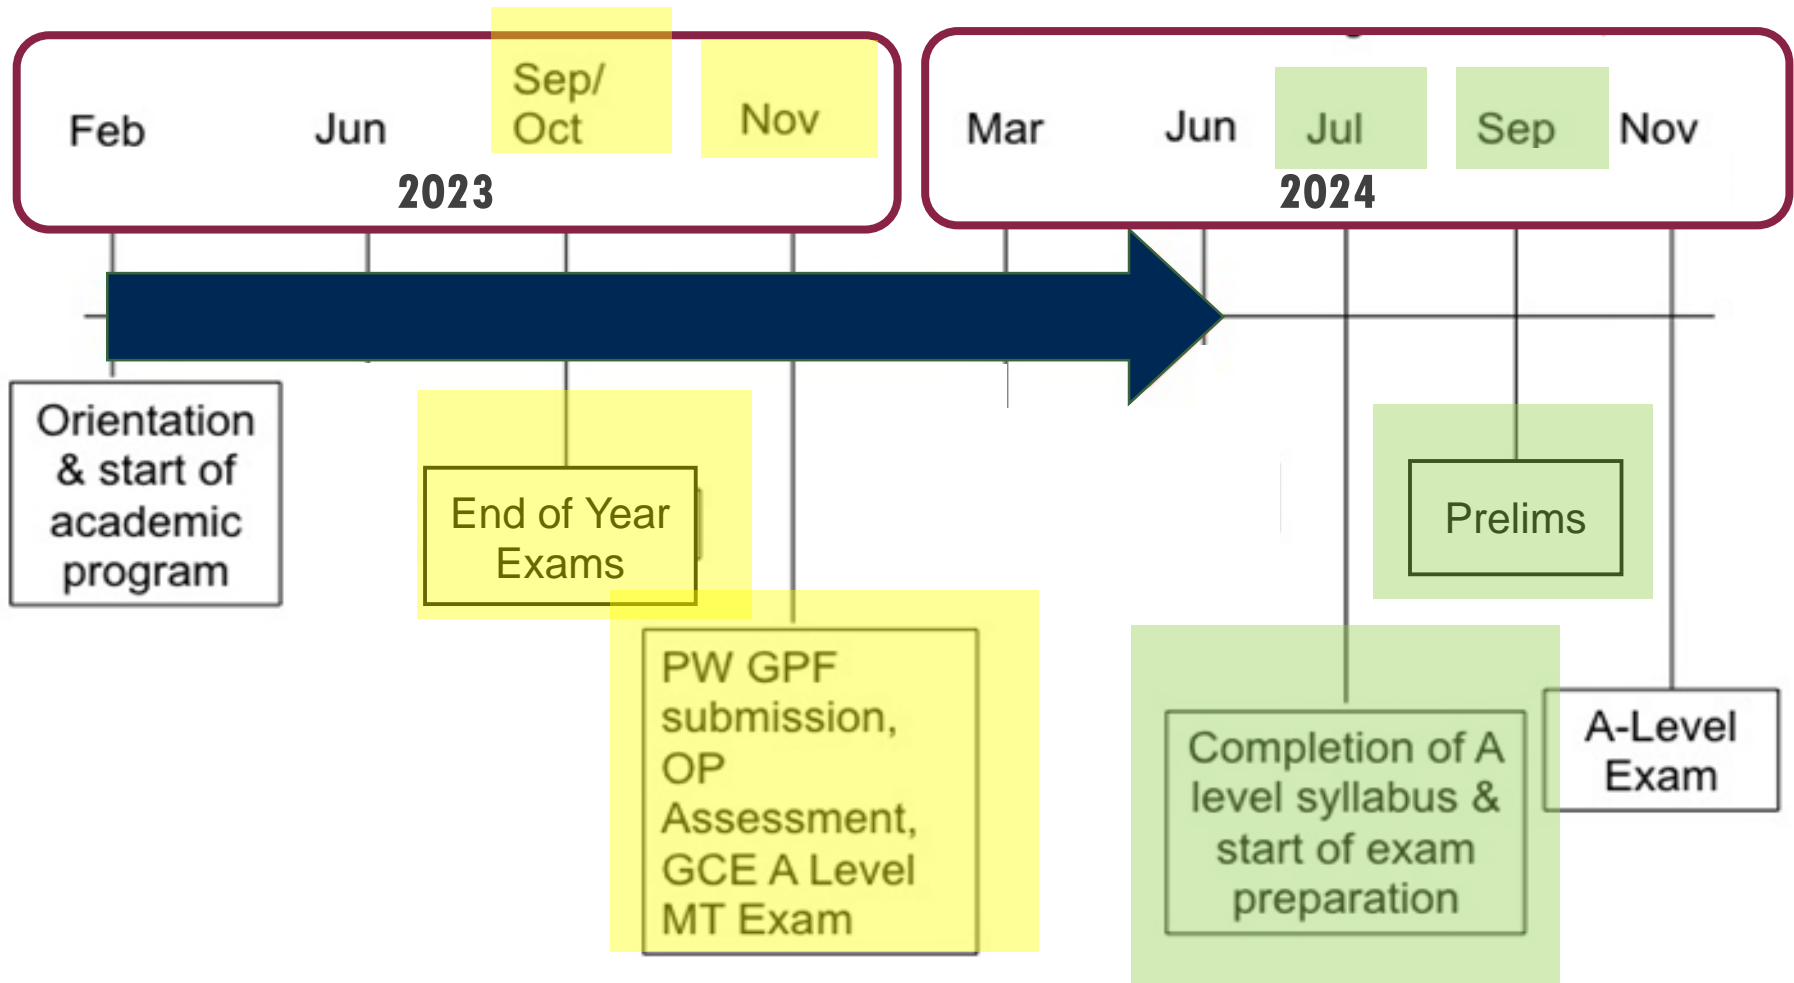 Feb
Jun
Sep/
Oct
Nov
2023
Mar
Jun
Jul
Sep
Nov
2024
Orientation
& start of
academic
program
End of Year
Exams
PW GPF
submission,
OP
Assessment,
GCE A Level
MT Exam
Prelims
Completion of A
level syllabus &
start of exam
preparation
A-Level
Exam